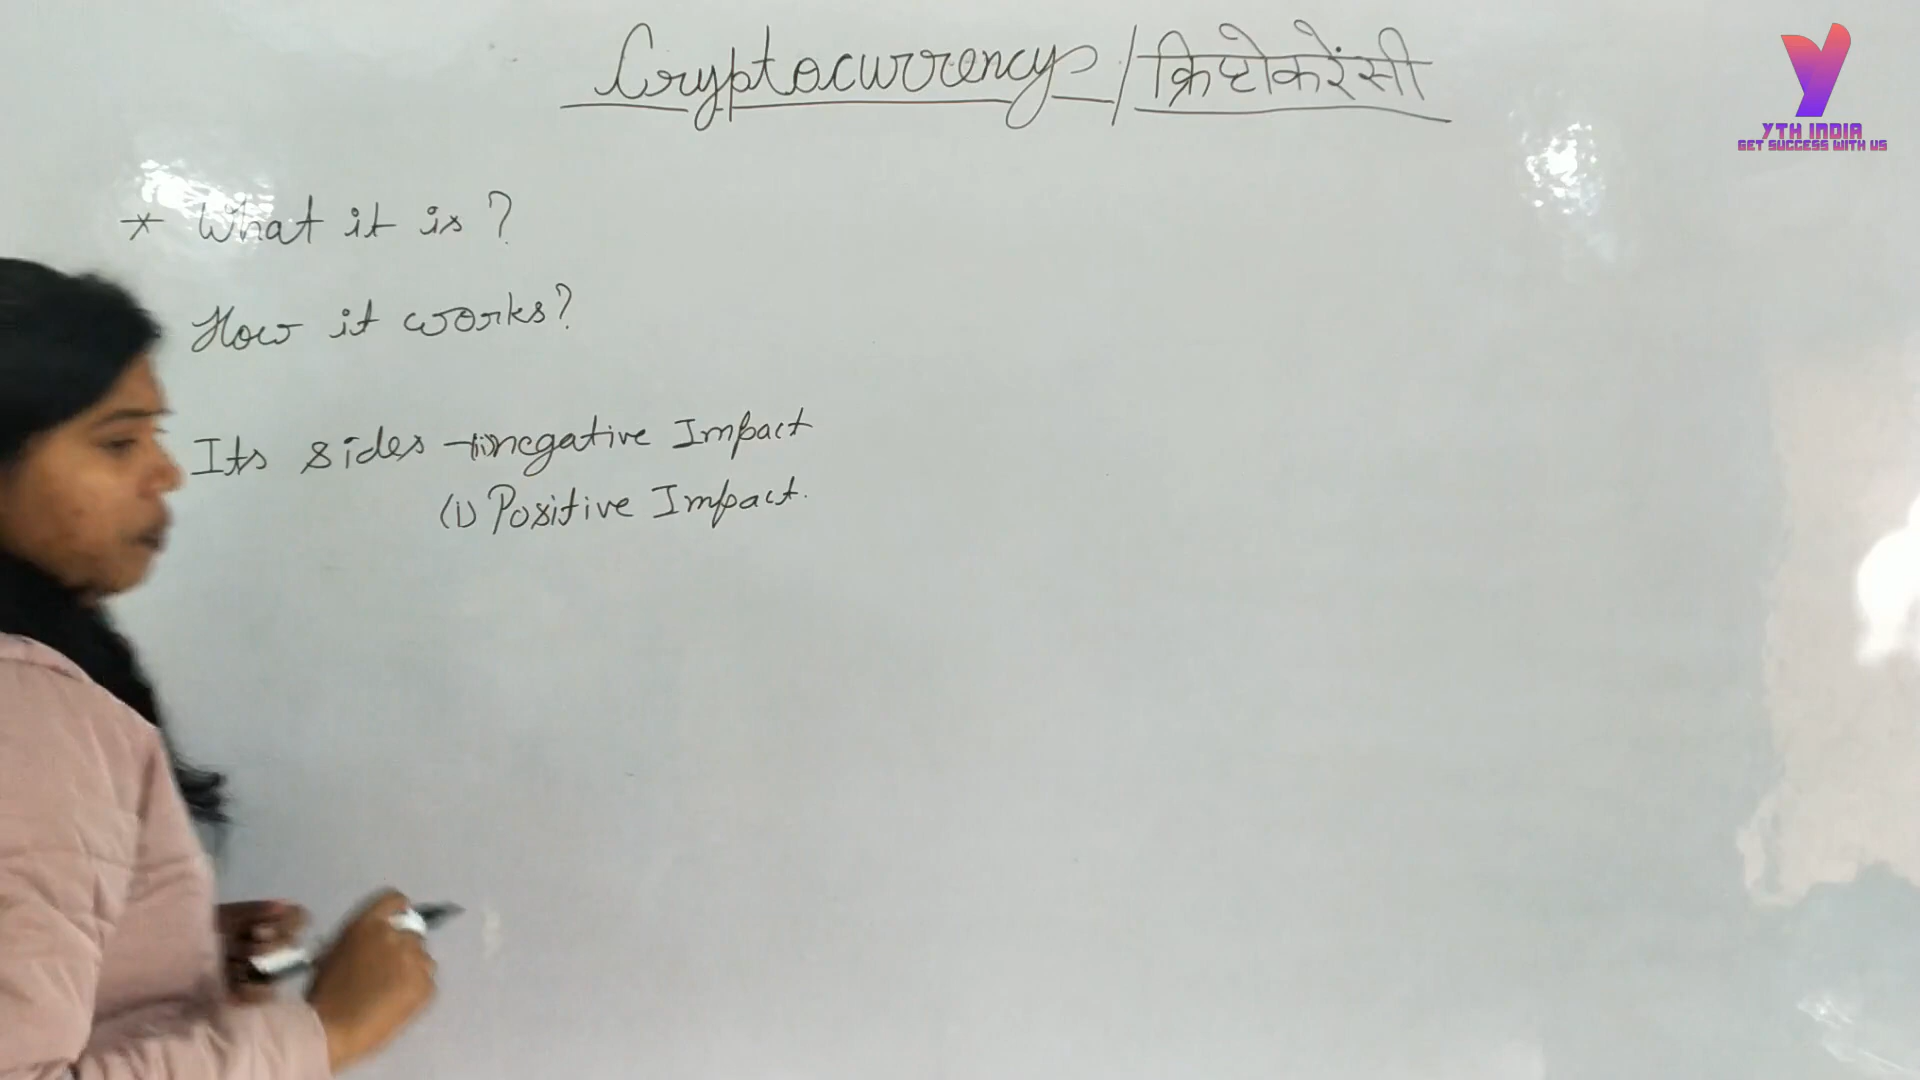 Cryptocurrency / क्रिप्टोकरेंसी
YTH INDIA
GET SUCCESS WITH US
* What it is ?
How it works?
Its sides negative Impact
(i) Positive Impact.